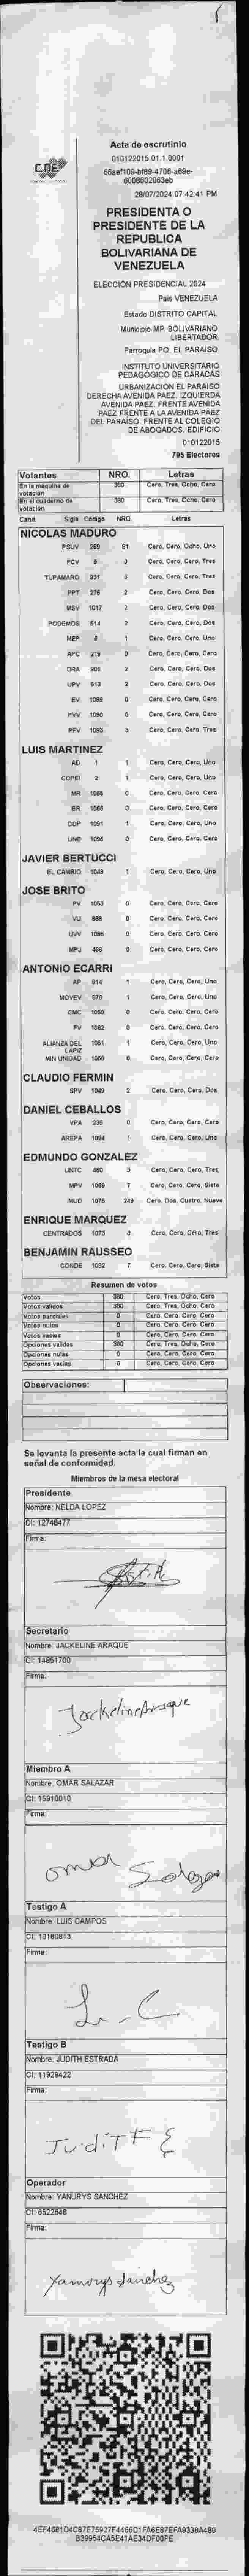 Acta de escrutinio
010122015.01.1.0001
66aef109-bf89-4706-a69e-
6006602063eb
28/07/2024 07:42:41 PM
PRESIDENTA O
PRESIDENTE DE LA
REPUBLICA
BOLIVARIANA DE
VENEZUELA
ELECCIÓN PRESIDENCIAL 2024
País VENEZUELA
Estado DISTRITO CAPITAL
Municipio MP. BOLIVARIANO
LIBERTADOR
Parroquia PQ. EL PARAISO
INSTITUTO UNIVERSITARIO
PEDAGÓGICO DE CARACAS
URBANIZACION EL PARAISO
DERECHA AVENIDA PAEZ. IZQUIERDA
AVENIDA PAEZ. FRENTE AVENIDA
PAEZ FRENTE A LA AVENIDA PÁEZ
DEL PARAÍSO. FRENTE AL COLEGIO
DE ABOGADOS. EDIFICIO
010122015
795 Electores
Votantes NRO. Letras
En la máquina de votación 380 Cero, Tres, Ocho, Cero
En el cuaderno de votación 380 Cero, Tres, Ocho, Cero
Cand. Sigla Código NRO. Letras
NICOLAS MADURO
PSUV 269 81 Cero, Cero, Ocho, Uno
PCV 9 3 Cero, Cero, Cero, Tres
TUPAMARO 931 3 Cero, Cero, Cero, Tres
PPT 276 2 Cero, Cero, Cero, Dos
MSV 1017 2 Cero, Cero, Cero, Dos
PODEMOS 514 2 Cero, Cero, Cero, Dos
MEP 8 1 Cero, Cero, Cero, Uno
APC 219 0 Cero, Cero, Cero, Cero
ORA 906 2 Cero, Cero, Cero, Dos
UPV 613 2 Cero, Cero, Cero, Dos
EV 1089 0 Cero, Cero, Cero, Cero
PVV 1090 0 Cero, Cero, Cero, Cero
PFV 1093 3 Cero, Cero, Cero, Tres
LUIS MARTINEZ
AD 1 1 Cero, Cero, Cero, Uno
COPEI 2 1 Cero, Cero, Cero, Uno
MR 1066 0 Cero, Cero, Cero, Cero
BR 1068 0 Cero, Cero, Cero, Cero
CDP 1091 1 Cero, Cero, Cero, Uno
UNE 1095 0 Cero, Cero, Cero, Cero
JAVIER BERTUCCI
EL CAMBIO 1048 1 Cero, Cero, Cero, Uno
JOSE BRITO
PV 1053 0 Cero, Cero, Cero, Cero
VU 868 0 Cero, Cero, Cero, Cero
UVV 1096 0 Cero, Cero, Cero, Cero
MPJ 456 0 Cero, Cero, Cero, Cero
ANTONIO ECARRI
AP 914 1 Cero, Cero, Cero, Uno
MOVEV 978 1 Cero, Cero, Cero, Uno
CMC 1050 0 Cero, Cero, Cero, Cero
FV 1062 0 Cero, Cero, Cero, Cero
ALIANZA DEL LAPIZ 1081 1 Cero, Cero, Cero, Uno
MIN UNIDAD 1069 0 Cero, Cero, Cero, Cero
CLAUDIO FERMIN
SPV 1049 2 Cero, Cero, Cero, Dos
DANIEL CEBALLOS
VPA 236 0 Cero, Cero, Cero, Cero
AREPA 1094 1 Cero, Cero, Cero, Uno
EDMUNDO GONZALEZ
UNTC 450 3 Cero, Cero, Cero, Tres
MPV 1069 7 Cero, Cero, Cero, Siete
MUD 1076 249 Cero, Dos, Cuatro, Nueve
ENRIQUE MARQUEZ
CENTRADOS 1073 3 Cero, Cero, Cero, Tres
BENJAMIN RAUSSEO
CONDE 1092 7 Cero, Cero, Cero, Siete
Resumen de votos
Votos 380 Cero, Tres, Ocho, Cero
Votos válidos 380 Cero, Tres, Ocho, Cero
Votos parciales 0 Cero, Cero, Cero, Cero
Votos nulos 0 Cero, Cero, Cero, Cero
Votos vacíos 0 Cero, Cero, Cero, Cero
Opciones válidas 380 Cero, Tres, Ocho, Cero
Opciones nulas 0 Cero, Cero, Cero, Cero
Opciones vacías 0 Cero, Cero, Cero, Cero
Observaciones:
Se levanta la presente acta la cual firman en
señal de conformidad.
Miembros de la mesa electoral
Presidente
Nombre: NELDA LOPEZ
CI: 12748477
Firma:
Secretario
Nombre: JACKELINE ARAQUE
CI: 14851700
Firma:
Jackeline Araque
Miembro A
Nombre: OMAR SALAZAR
CI: 15910010
Firma:
Omar Salazar
Testigo A
Nombre: LUIS CAMPOS
CI: 10180813
Firma:
L.C
Testigo B
Nombre: JUDITH ESTRADA
CI: 11929422
Firma:
JudiTH E
Operador
Nombre: YANURYS SANCHEZ
CI: 6522648
Firma:
Yanurys Sanchez
4EF4681D4C87E75927F4466D1FA6E87EFA9338A4B9
B39954CA5E41AE34DF00FE